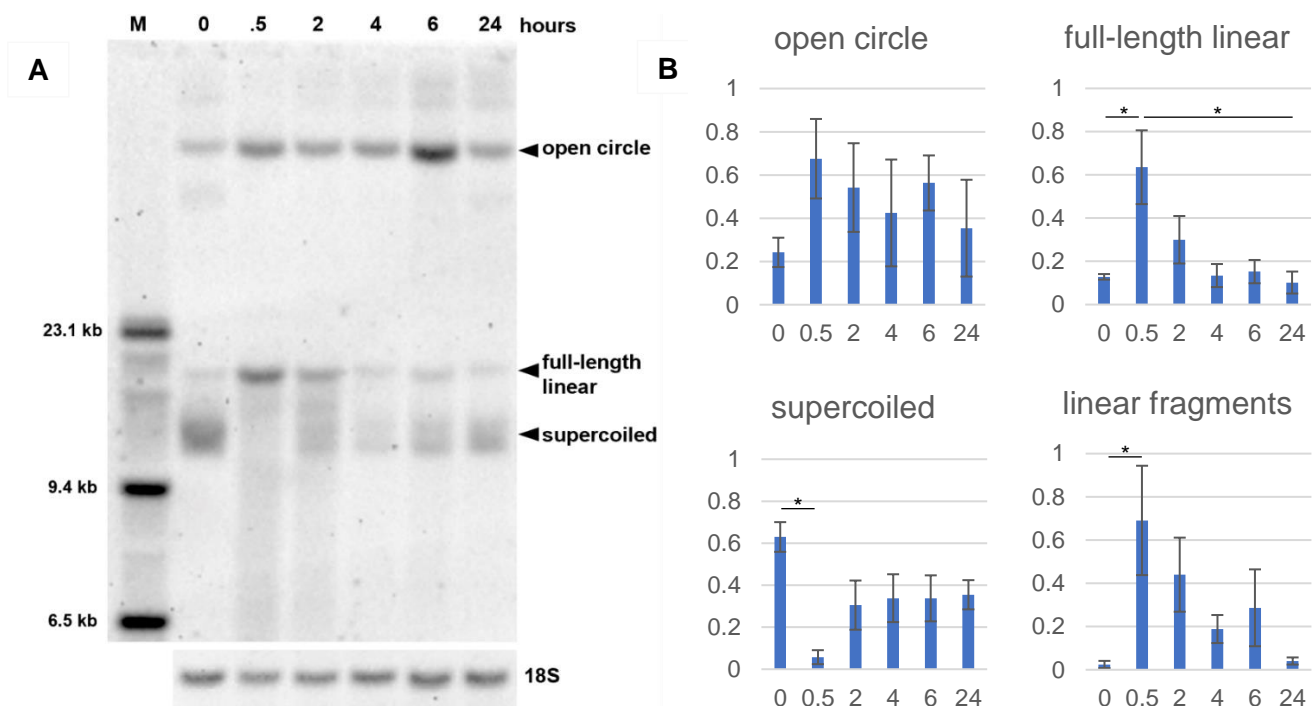 A
M 0 .5 2 4 6 24 hours
open circle
23.1 kb
full-length
linear
supercoiled
9.4 kb
6.5 kb
18S
B
open circle
1
0.8
0.6
0.4
0.2
0
0 0.5 2 4 6 24
full-length linear
1
0.8
0.6
0.4
0.2
0
* *
0 0.5 2 4 6 24
supercoiled
1
0.8
0.6
0.4
0.2
0
*
0 0.5 2 4 6 24
linear fragments
1
0.8
0.6
0.4
0.2
0
*
0 0.5 2 4 6 24